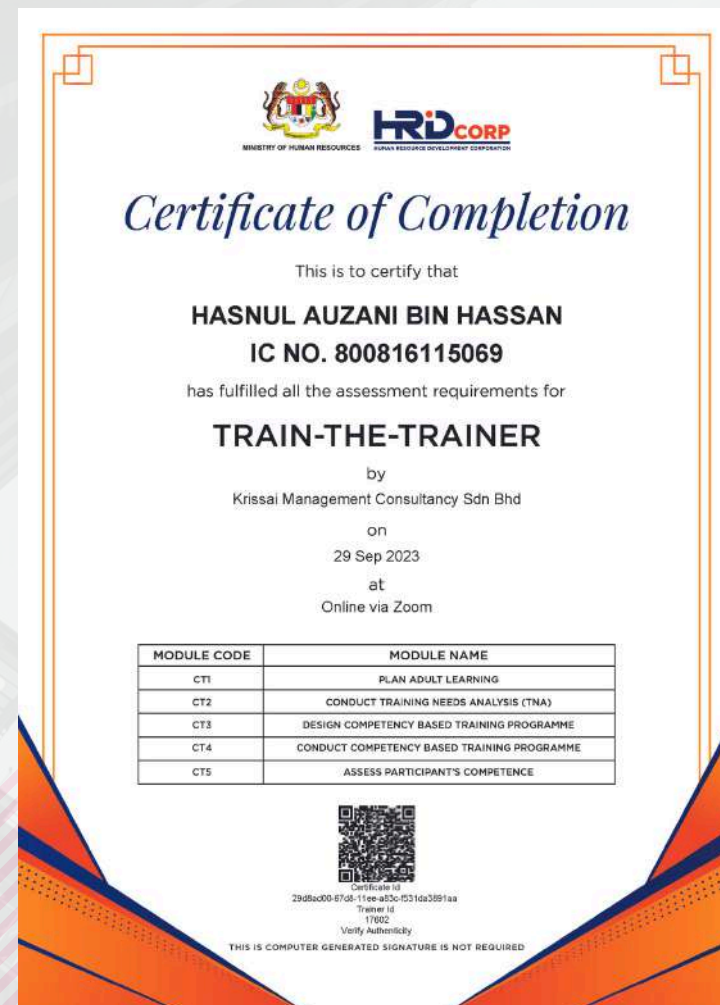 MINISTRY OF HUMAN RESOURCES
HRDCORP
HUMAN RESOURCE DEVELOPMENT CORPORATION
Certificate of Completion
This is to certify that
HASNUL AUZANI BIN HASSAN
IC NO. 800816115069
has fulfilled all the assessment requirements for
TRAIN-THE-TRAINER
by
Krissai Management Consultancy Sdn Bhd
on
29 Sep 2023
at
Online via Zoom
MODULE CODE MODULE NAME
CT1 PLAN ADULT LEARNING
CT2 CONDUCT TRAINING NEEDS ANALYSIS (TNA)
CT3 DESIGN COMPETENCY BASED TRAINING PROGRAMME
CT4 CONDUCT COMPETENCY BASED TRAINING PROGRAMME
CT5 ASSESS PARTICIPANT'S COMPETENCE
Certificate Id
29d8ad00-67d8-11ee-a83c-f531da3891aa
Trainer Id
17602
Verify Authenticity
THIS IS COMPUTER GENERATED SIGNATURE IS NOT REQUIRED